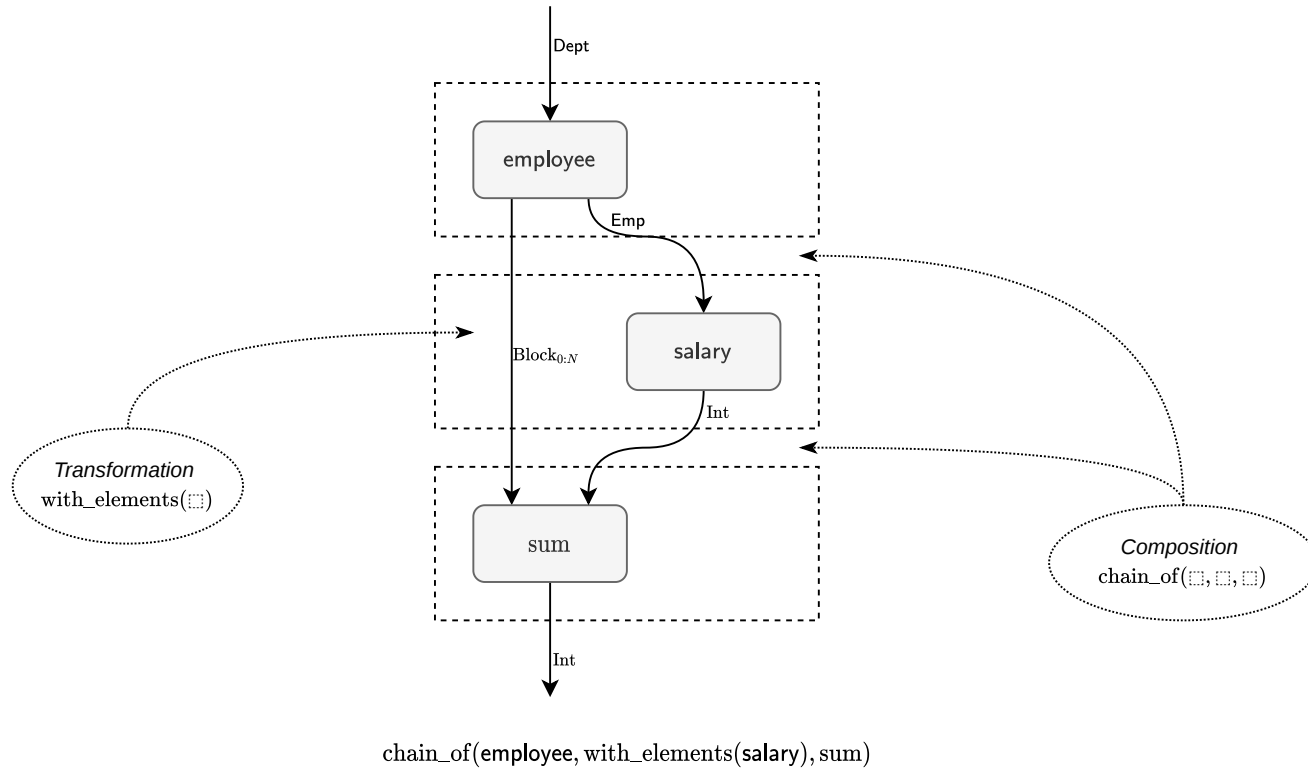 Dept
employee
Emp
Block₀:N
salary
Int
Transformation
with_elements(⬚)
sum
Composition
chain_of(⬚, ⬚, ⬚)
Int
chain_of(employee, with_elements(salary), sum)